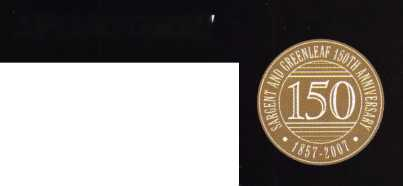 SARGENT AND GREENLEAF 150TH ANNIVERSARY
150
• 1857-2007 •